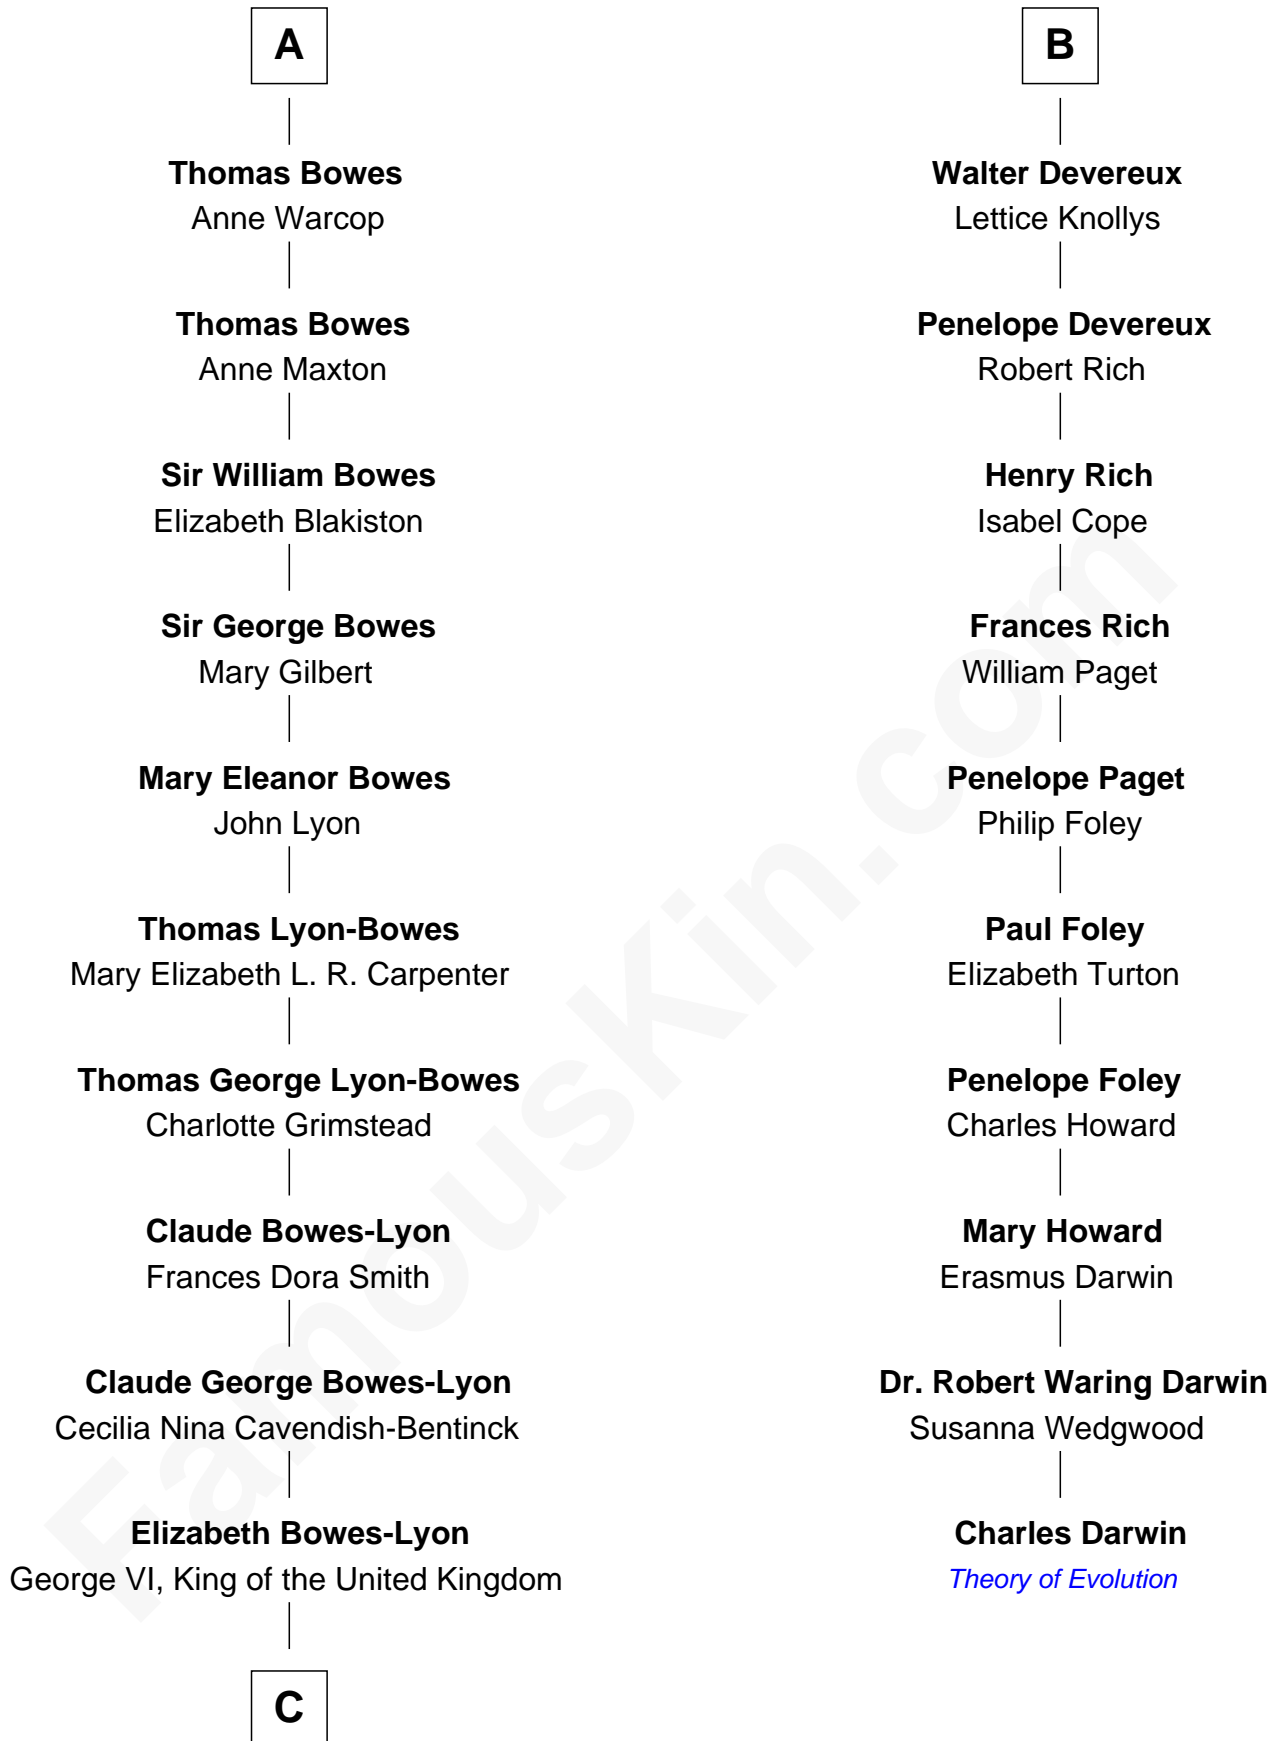 A
Thomas Bowes
Anne Warcop
Thomas Bowes
Anne Maxton
Sir William Bowes
Elizabeth Blakiston
Sir George Bowes
Mary Gilbert
Mary Eleanor Bowes
John Lyon
Thomas Lyon-Bowes
Mary Elizabeth L. R. Carpenter
Thomas George Lyon-Bowes
Charlotte Grimstead
Claude Bowes-Lyon
Frances Dora Smith
Claude George Bowes-Lyon
Cecilia Nina Cavendish-Bentinck
Elizabeth Bowes-Lyon
George VI, King of the United Kingdom
C
B
Walter Devereux
Lettice Knollys
Penelope Devereux
Robert Rich
Henry Rich
Isabel Cope
Frances Rich
William Paget
Penelope Paget
Philip Foley
Paul Foley
Elizabeth Turton
Penelope Foley
Charles Howard
Mary Howard
Erasmus Darwin
Dr. Robert Waring Darwin
Susanna Wedgwood
Charles Darwin
Theory of Evolution
FamousKin.com